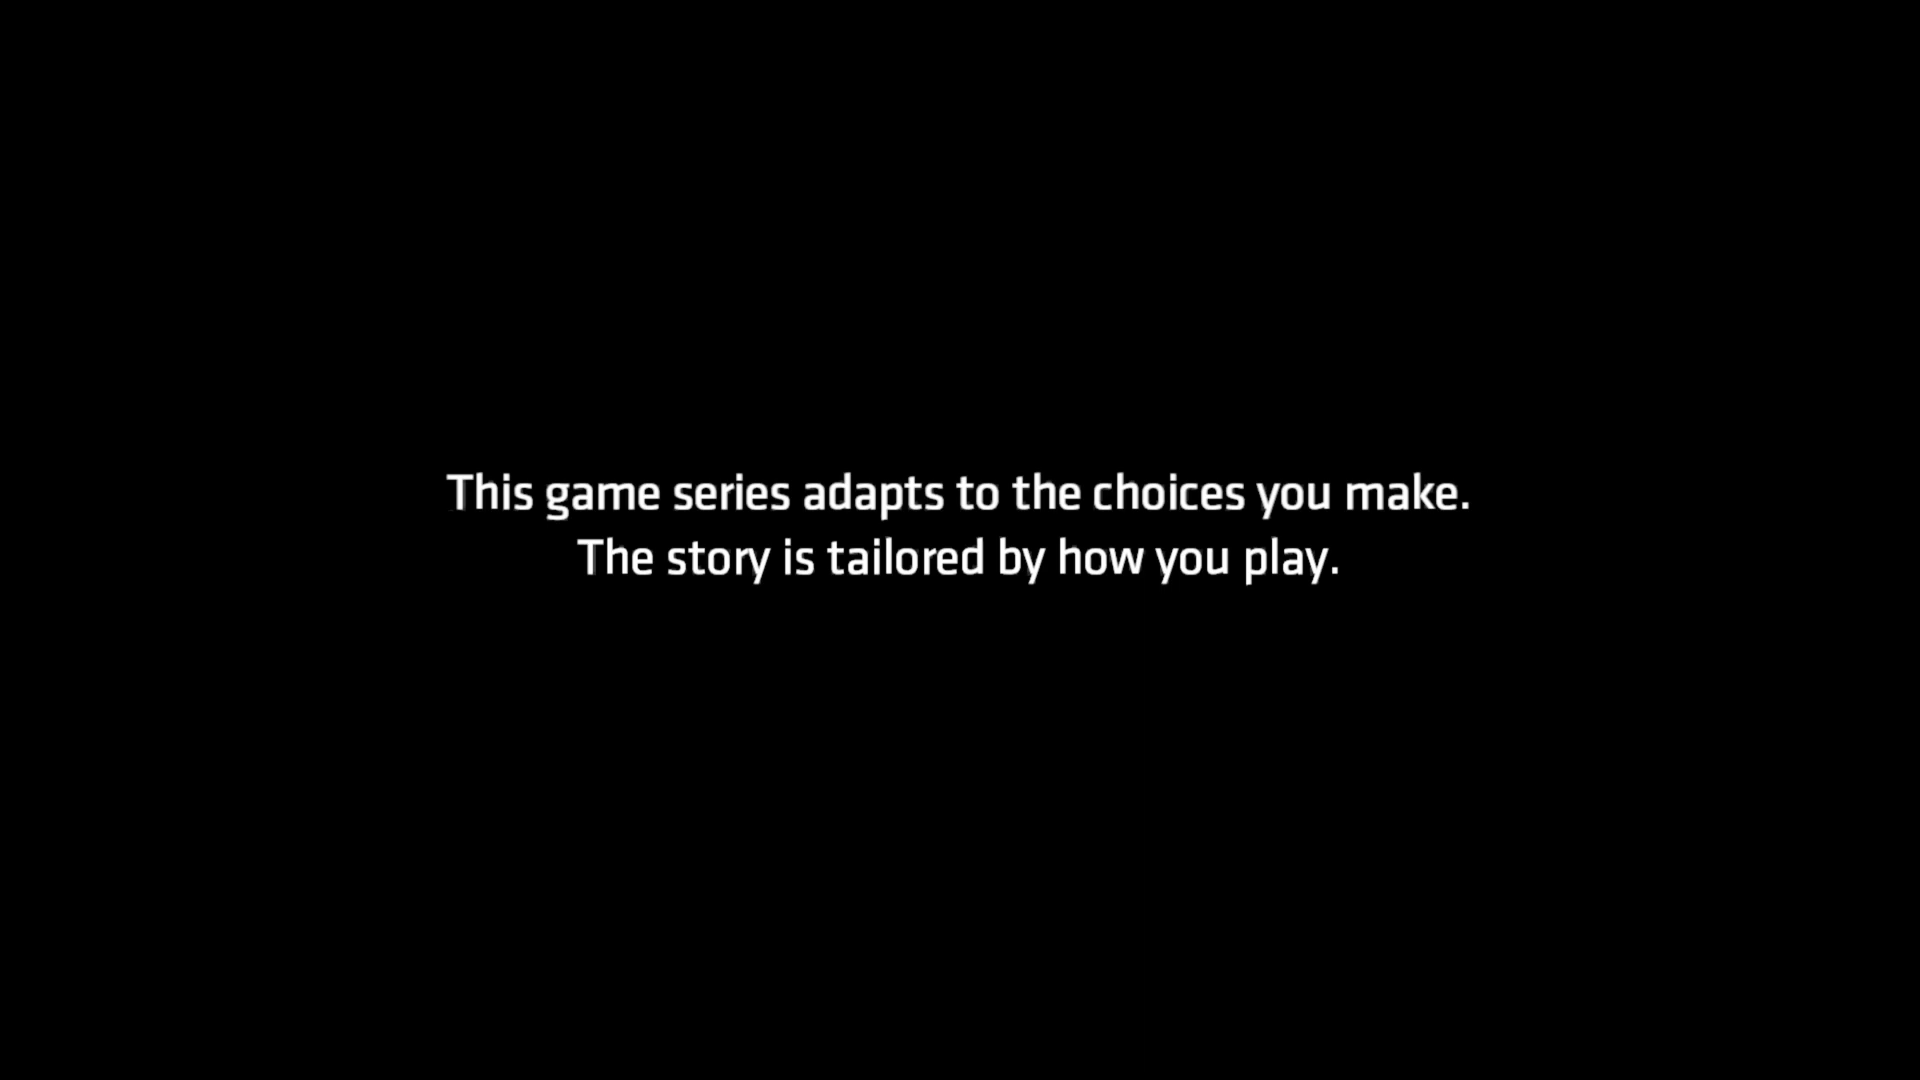 This game series adapts to the choices you make.
The story is tailored by how you play.